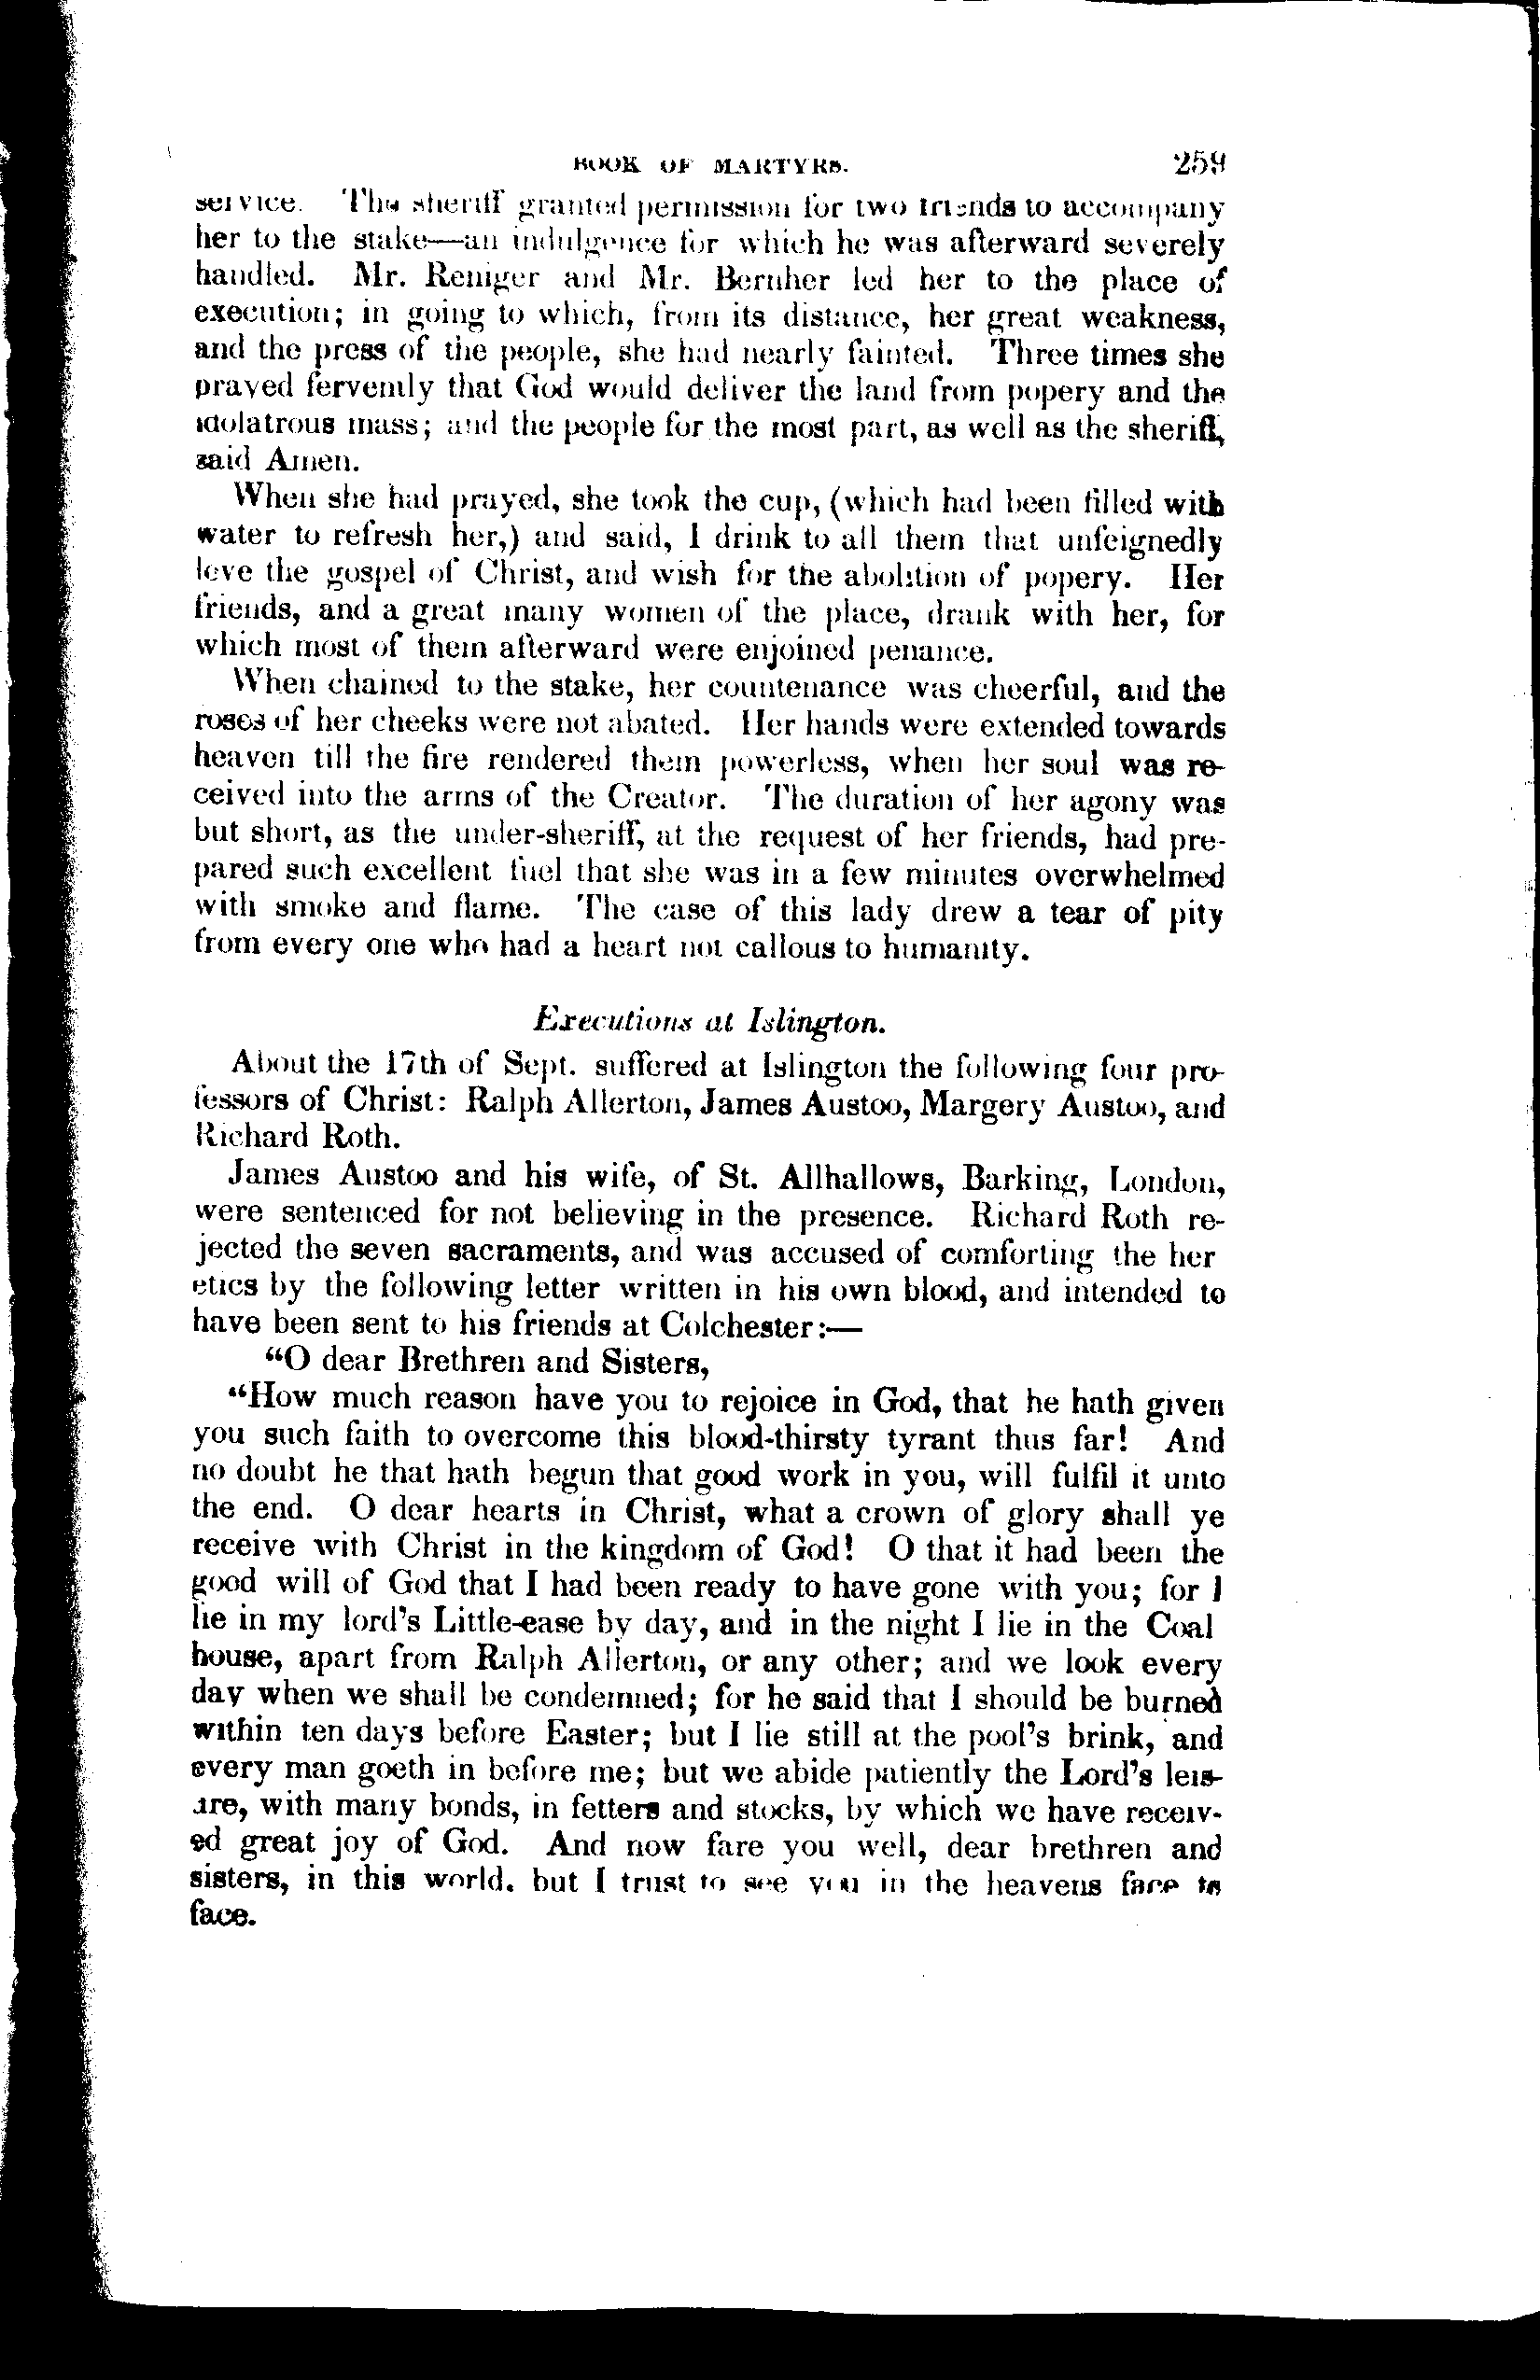 BOOK OF MARTYRS. 259
service. The sheriff granted permission for two friends to accompany
her to the stake—an indulgence for which he was afterward severely
handled. Mr. Reniger and Mr. Bernher led her to the place of
execution; in going to which, from its distance, her great weakness,
and the press of the people, she had nearly fainted. Three times she
prayed fervently that God would deliver the land from popery and the
idolatrous mass; and the people for the most part, as well as the sheriff,
said Amen.
When she had prayed, she took the cup, (which had been filled with
water to refresh her,) and said, I drink to all them that unfeignedly
love the gospel of Christ, and wish for the abolition of popery. Her
friends, and a great many women of the place, drank with her, for
which most of them afterward were enjoined penance.
When chained to the stake, her countenance was cheerful, and the
roses of her cheeks were not abated. Her hands were extended towards
heaven till the fire rendered them powerless, when her soul was re-
ceived into the arms of the Creator. The duration of her agony was
but short, as the under-sheriff, at the request of her friends, had pre-
pared such excellent fuel that she was in a few minutes overwhelmed
with smoke and flame. The case of this lady drew a tear of pity
from every one who had a heart not callous to humanity.
Executions at Islington.
About the 17th of Sept. suffered at Islington the following four pro-
fessors of Christ: Ralph Allerton, James Austoo, Margery Austoo, and
Richard Roth.
James Austoo and his wife, of St. Allhallows, Barking, London,
were sentenced for not believing in the presence. Richard Roth re-
jected the seven sacraments, and was accused of comforting the her
etics by the following letter written in his own blood, and intended to
have been sent to his friends at Colchester:—
"O dear Brethren and Sisters,
"How much reason have you to rejoice in God, that he hath given
you such faith to overcome this blood-thirsty tyrant thus far! And
no doubt he that hath begun that good work in you, will fulfil it unto
the end. O dear hearts in Christ, what a crown of glory shall ye
receive with Christ in the kingdom of God! O that it had been the
good will of God that I had been ready to have gone with you; for I
lie in my lord's Little-ease by day, and in the night I lie in the Coal
house, apart from Ralph Allerton, or any other; and we look every
day when we shall be condemned; for he said that I should be burned
within ten days before Easter; but I lie still at the pool's brink, and
every man goeth in before me; but we abide patiently the Lord's leis-
ure, with many bonds, in fetters and stocks, by which we have receiv-
ed great joy of God. And now fare you well, dear brethren and
sisters, in this world. but I trust to see you in the heavens face to
face.